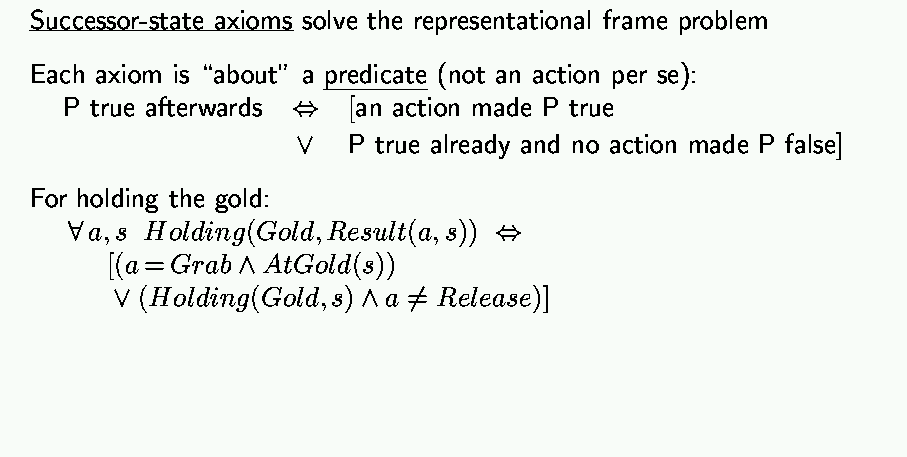 Successor-state axioms solve the representational frame problem
Each axiom is “about” a predicate (not an action per se):
P true afterwards ⇔ [an action made P true
∨ P true already and no action made P false]
For holding the gold:
∀ a, s Holding(Gold, Result(a, s)) ⇔
[(a = Grab ∧ AtGold(s))
∨ (Holding(Gold, s) ∧ a ≠ Release)]